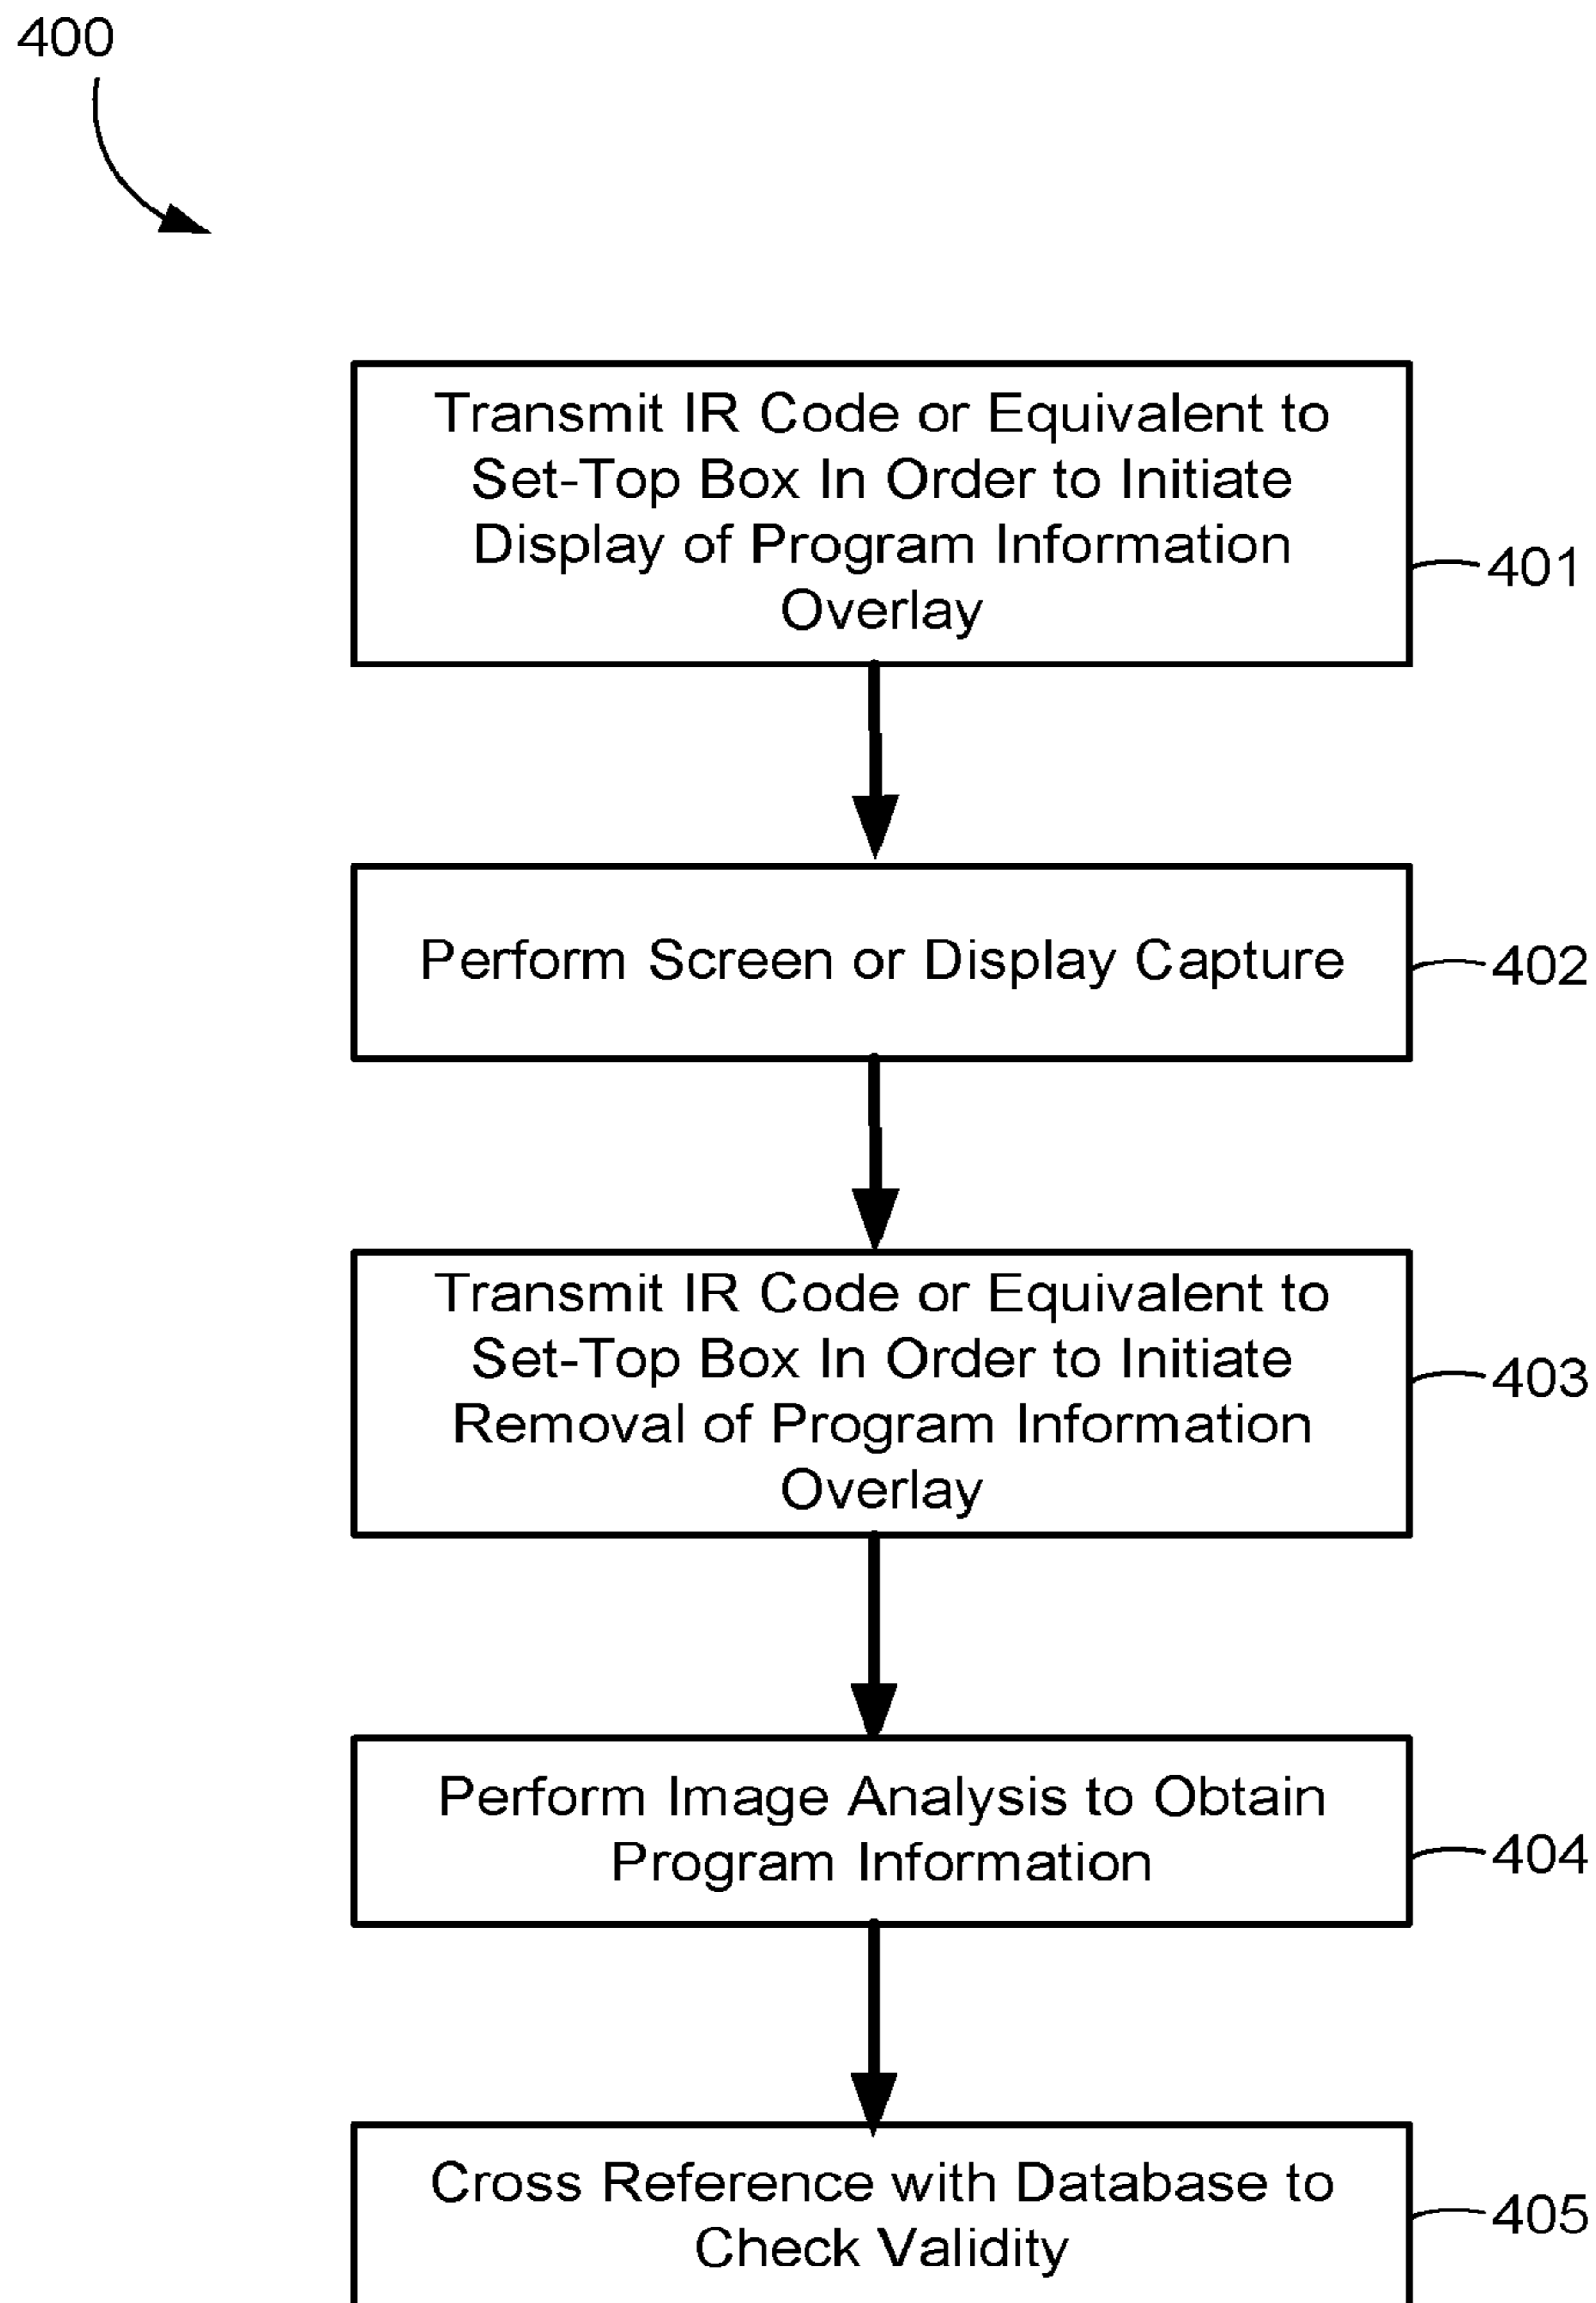 400
Transmit IR Code or Equivalent to
Set-Top Box In Order to Initiate
Display of Program Information
Overlay
401
Perform Screen or Display Capture
402
Transmit IR Code or Equivalent to
Set-Top Box In Order to Initiate
Removal of Program Information
Overlay
403
Perform Image Analysis to Obtain
Program Information
404
Cross Reference with Database to
Check Validity
405